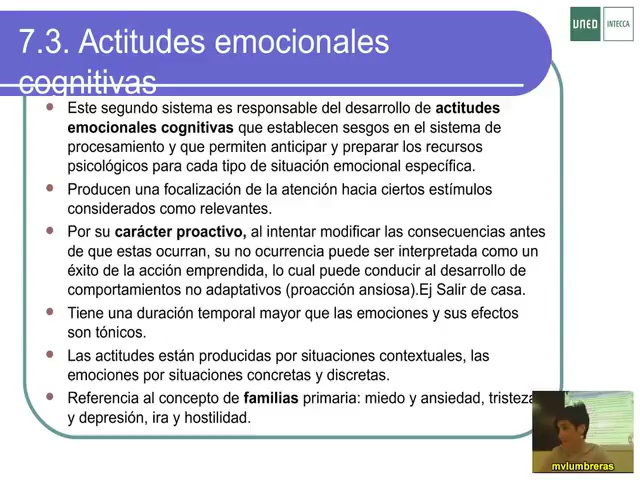 UNED INTECCA
7.3. Actitudes emocionales
cognitivas
Este segundo sistema es responsable del desarrollo de actitudes
emocionales cognitivas que establecen sesgos en el sistema de
procesamiento y que permiten anticipar y preparar los recursos
psicológicos para cada tipo de situación emocional específica.
Producen una focalización de la atención hacia ciertos estímulos
considerados como relevantes.
Por su carácter proactivo, al intentar modificar las consecuencias antes
de que estas ocurran, su no ocurrencia puede ser interpretada como un
éxito de la acción emprendida, lo cual puede conducir al desarrollo de
comportamientos no adaptativos (proacción ansiosa).Ej Salir de casa.
Tiene una duración temporal mayor que las emociones y sus efectos
son tónicos.
Las actitudes están producidas por situaciones contextuales, las
emociones por situaciones concretas y discretas.
Referencia al concepto de familias primaria: miedo y ansiedad, tristeza
y depresión, ira y hostilidad.
mvlumbreras